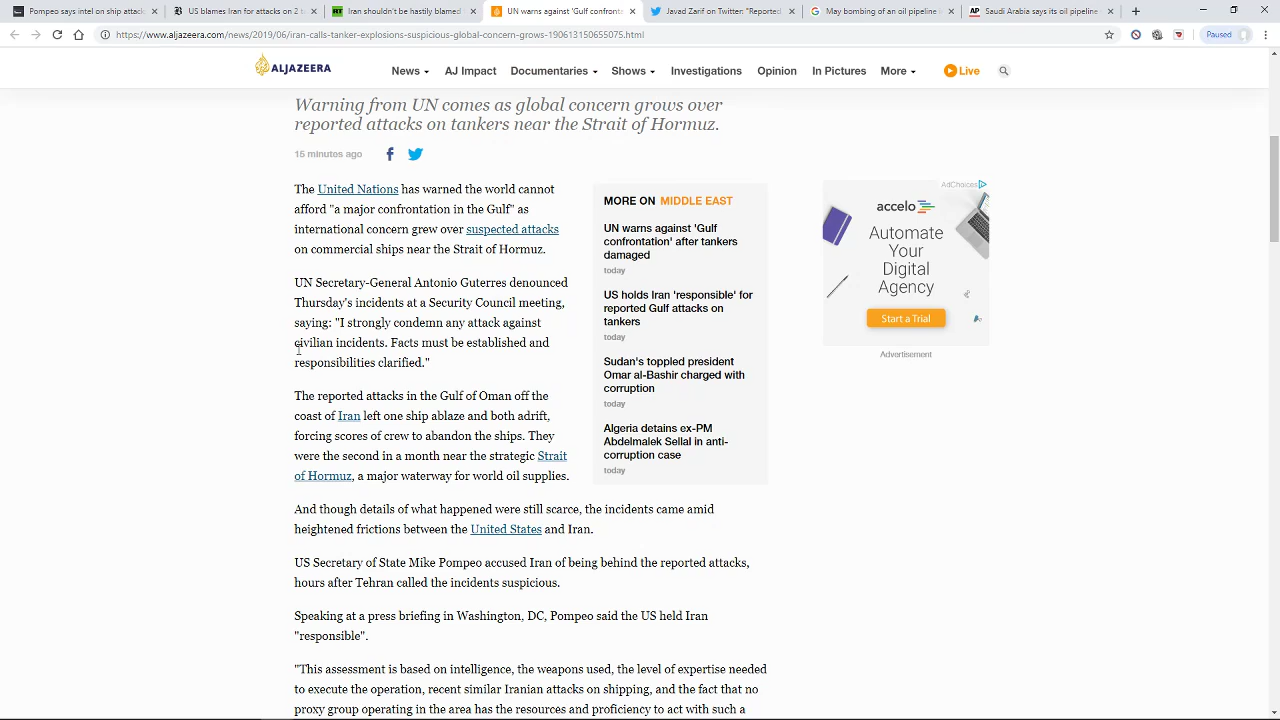 Pompeo says intel on ship attack
US blames Iran for attacks on 2 t
RT
Iran shouldn't be hastily blamed
UN warns against 'Gulf confront
Javad Zarif on Twitter: "Reported
May bombing of an oil pipeline i
AP
Saudi Arabia says its oil pipeline
https://www.aljazeera.com/news/2019/06/iran-calls-tanker-explosions-suspicious-global-concern-grows-190613150655075.html
Paused
ALJAZEERA
News
AJ Impact
Documentaries
Shows
Investigations
Opinion
In Pictures
More
Live
Warning from UN comes as global concern grows over
reported attacks on tankers near the Strait of Hormuz.
15 minutes ago
The United Nations has warned the world cannot
afford "a major confrontation in the Gulf" as
international concern grew over suspected attacks
on commercial ships near the Strait of Hormuz.
UN Secretary-General Antonio Guterres denounced
Thursday's incidents at a Security Council meeting,
saying: "I strongly condemn any attack against
civilian incidents. Facts must be established and
responsibilities clarified."
The reported attacks in the Gulf of Oman off the
coast of Iran left one ship ablaze and both adrift,
forcing scores of crew to abandon the ships. They
were the second in a month near the strategic Strait
of Hormuz, a major waterway for world oil supplies.
And though details of what happened were still scarce, the incidents came amid
heightened frictions between the United States and Iran.
US Secretary of State Mike Pompeo accused Iran of being behind the reported attacks,
hours after Tehran called the incidents suspicious.
Speaking at a press briefing in Washington, DC, Pompeo said the US held Iran
"responsible".
"This assessment is based on intelligence, the weapons used, the level of expertise needed
to execute the operation, recent similar Iranian attacks on shipping, and the fact that no
proxy group operating in the area has the resources and proficiency to act with such a
MORE ON MIDDLE EAST
UN warns against 'Gulf
confrontation' after tankers
damaged
today
US holds Iran 'responsible' for
reported Gulf attacks on
tankers
today
Sudan's toppled president
Omar al-Bashir charged with
corruption
today
Algeria detains ex-PM
Abdelmalek Sellal in anti-
corruption case
today
AdChoices
accelo
Automate
Your
Digital
Agency
Start a Trial
Advertisement